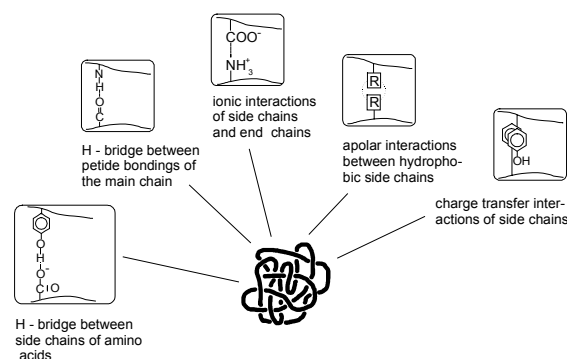 COO⁻
NH₃⁺
ionic interactions
of side chains
and end chains
N
H
O
C
H - bridge between
petide bondings of
the main chain
R
R
apolar interactions
between hydropho-
bic side chains
OH
charge transfer inter-
actions of side chains
O
H
O⁻
C O
H - bridge between
side chains of amino
acids